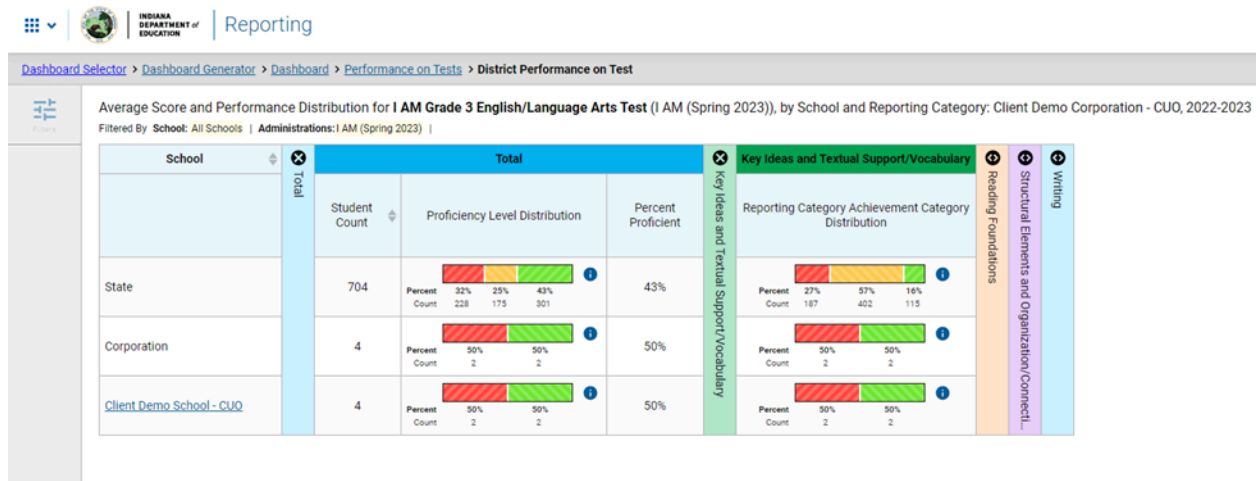 INDIANA
DEPARTMENT of
EDUCATION
Reporting
Dashboard Selector > Dashboard Generator > Dashboard > Performance on Tests > District Performance on Test
Filters
Average Score and Performance Distribution for I AM Grade 3 English/Language Arts Test (I AM (Spring 2023)), by School and Reporting Category: Client Demo Corporation - CUO, 2022-2023
Filtered By School: All Schools | Administrations: I AM (Spring 2023) |
School
Total
Total
Key Ideas and Textual Support/Vocabulary
Key Ideas and Textual Support/Vocabulary
Reading Foundations
Structural Elements and Organization/Connecti...
Writing
Student
Count
Proficiency Level Distribution
Percent
Proficient
Reporting Category Achievement Category
Distribution
State
704
Percent 32% 25% 43%
Count 228 175 301
43%
Percent 27% 57% 16%
Count 187 402 115
Corporation
4
Percent 50% 50%
Count 2 2
50%
Percent 50% 50%
Count 2 2
Client Demo School - CUO
4
Percent 50% 50%
Count 2 2
50%
Percent 50% 50%
Count 2 2